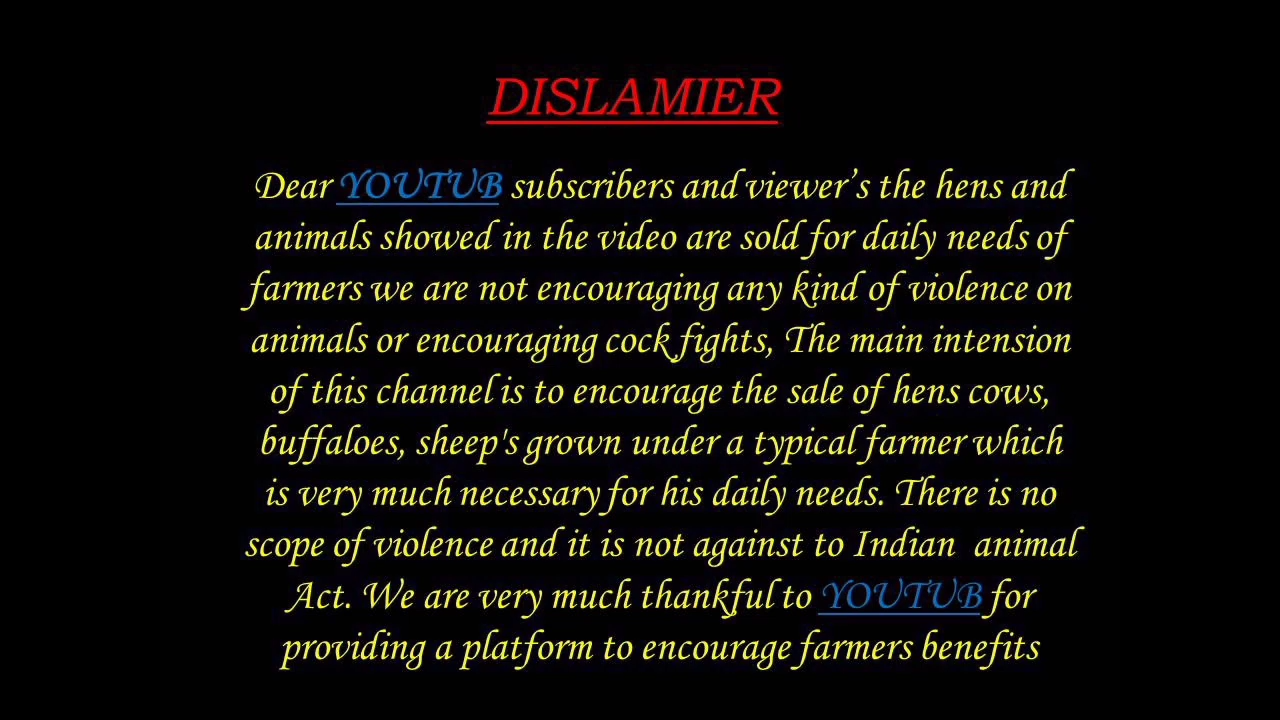 DISLAMIER
Dear YOUTUB subscribers and viewer’s the hens and
animals showed in the video are sold for daily needs of
farmers we are not encouraging any kind of violence on
animals or encouraging cock fights, The main intension
of this channel is to encourage the sale of hens cows,
buffaloes, sheep's grown under a typical farmer which
is very much necessary for his daily needs. There is no
scope of violence and it is not against to Indian animal
Act. We are very much thankful to YOUTUB for
providing a platform to encourage farmers benefits